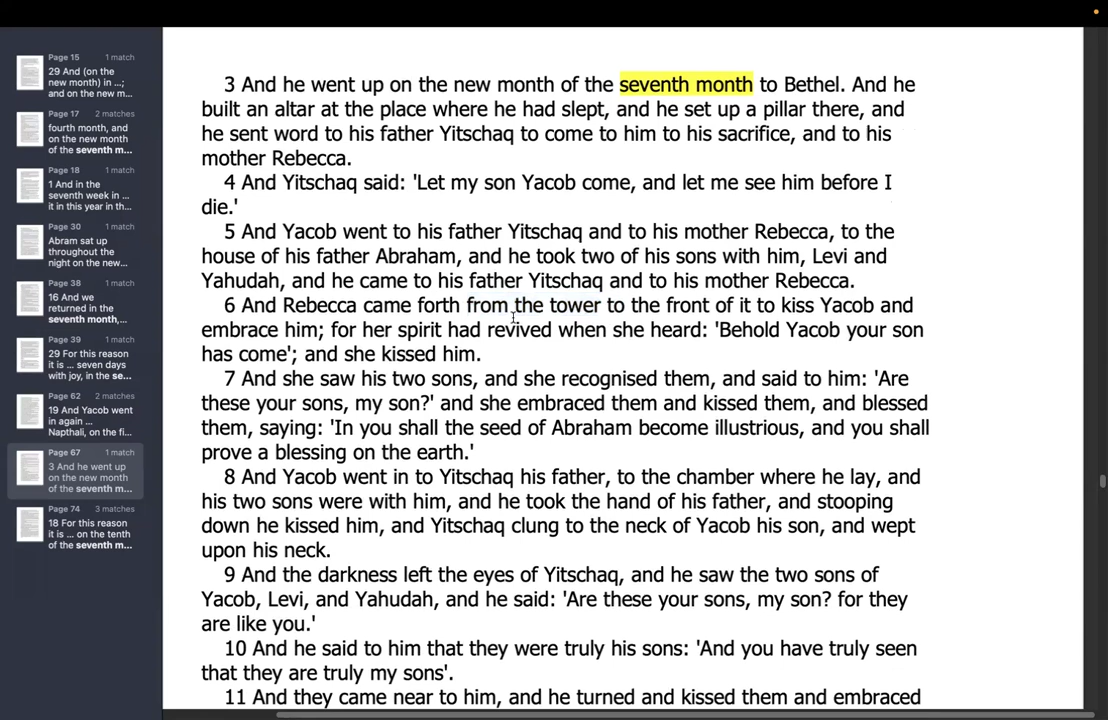 Page 15 1 match
29 And (on the
new month) in ...;
and on the new m...
Page 17 2 matches
fourth month, and
on the new month
of the seventh m...
Page 18 1 match
1 And in the
seventh week in ...
it in this year in th...
Page 30 1 match
Abram sat up
throughout the
night on the new...
Page 38 1 match
16 And we
returned in the
seventh month,...
Page 39 1 match
29 For this reason
it is ... seven days
with joy, in the se...
Page 62 2 matches
19 And Yacob went
in again ...
Napthali, on the fi...
Page 67 1 match
3 And he went up
on the new month
of the seventh m...
Page 74 3 matches
18 For this reason
it is ... on the tenth
of the seventh m...
3 And he went up on the new month of the seventh month to Bethel. And he
built an altar at the place where he had slept, and he set up a pillar there, and
he sent word to his father Yitschaq to come to him to his sacrifice, and to his
mother Rebecca.
4 And Yitschaq said: 'Let my son Yacob come, and let me see him before I
die.'
5 And Yacob went to his father Yitschaq and to his mother Rebecca, to the
house of his father Abraham, and he took two of his sons with him, Levi and
Yahudah, and he came to his father Yitschaq and to his mother Rebecca.
6 And Rebecca came forth from the tower to the front of it to kiss Yacob and
embrace him; for her spirit had revived when she heard: 'Behold Yacob your son
has come'; and she kissed him.
7 And she saw his two sons, and she recognised them, and said to him: 'Are
these your sons, my son?' and she embraced them and kissed them, and blessed
them, saying: 'In you shall the seed of Abraham become illustrious, and you shall
prove a blessing on the earth.'
8 And Yacob went in to Yitschaq his father, to the chamber where he lay, and
his two sons were with him, and he took the hand of his father, and stooping
down he kissed him, and Yitschaq clung to the neck of Yacob his son, and wept
upon his neck.
9 And the darkness left the eyes of Yitschaq, and he saw the two sons of
Yacob, Levi, and Yahudah, and he said: 'Are these your sons, my son? for they
are like you.'
10 And he said to him that they were truly his sons: 'And you have truly seen
that they are truly my sons'.
11 And they came near to him, and he turned and kissed them and embraced